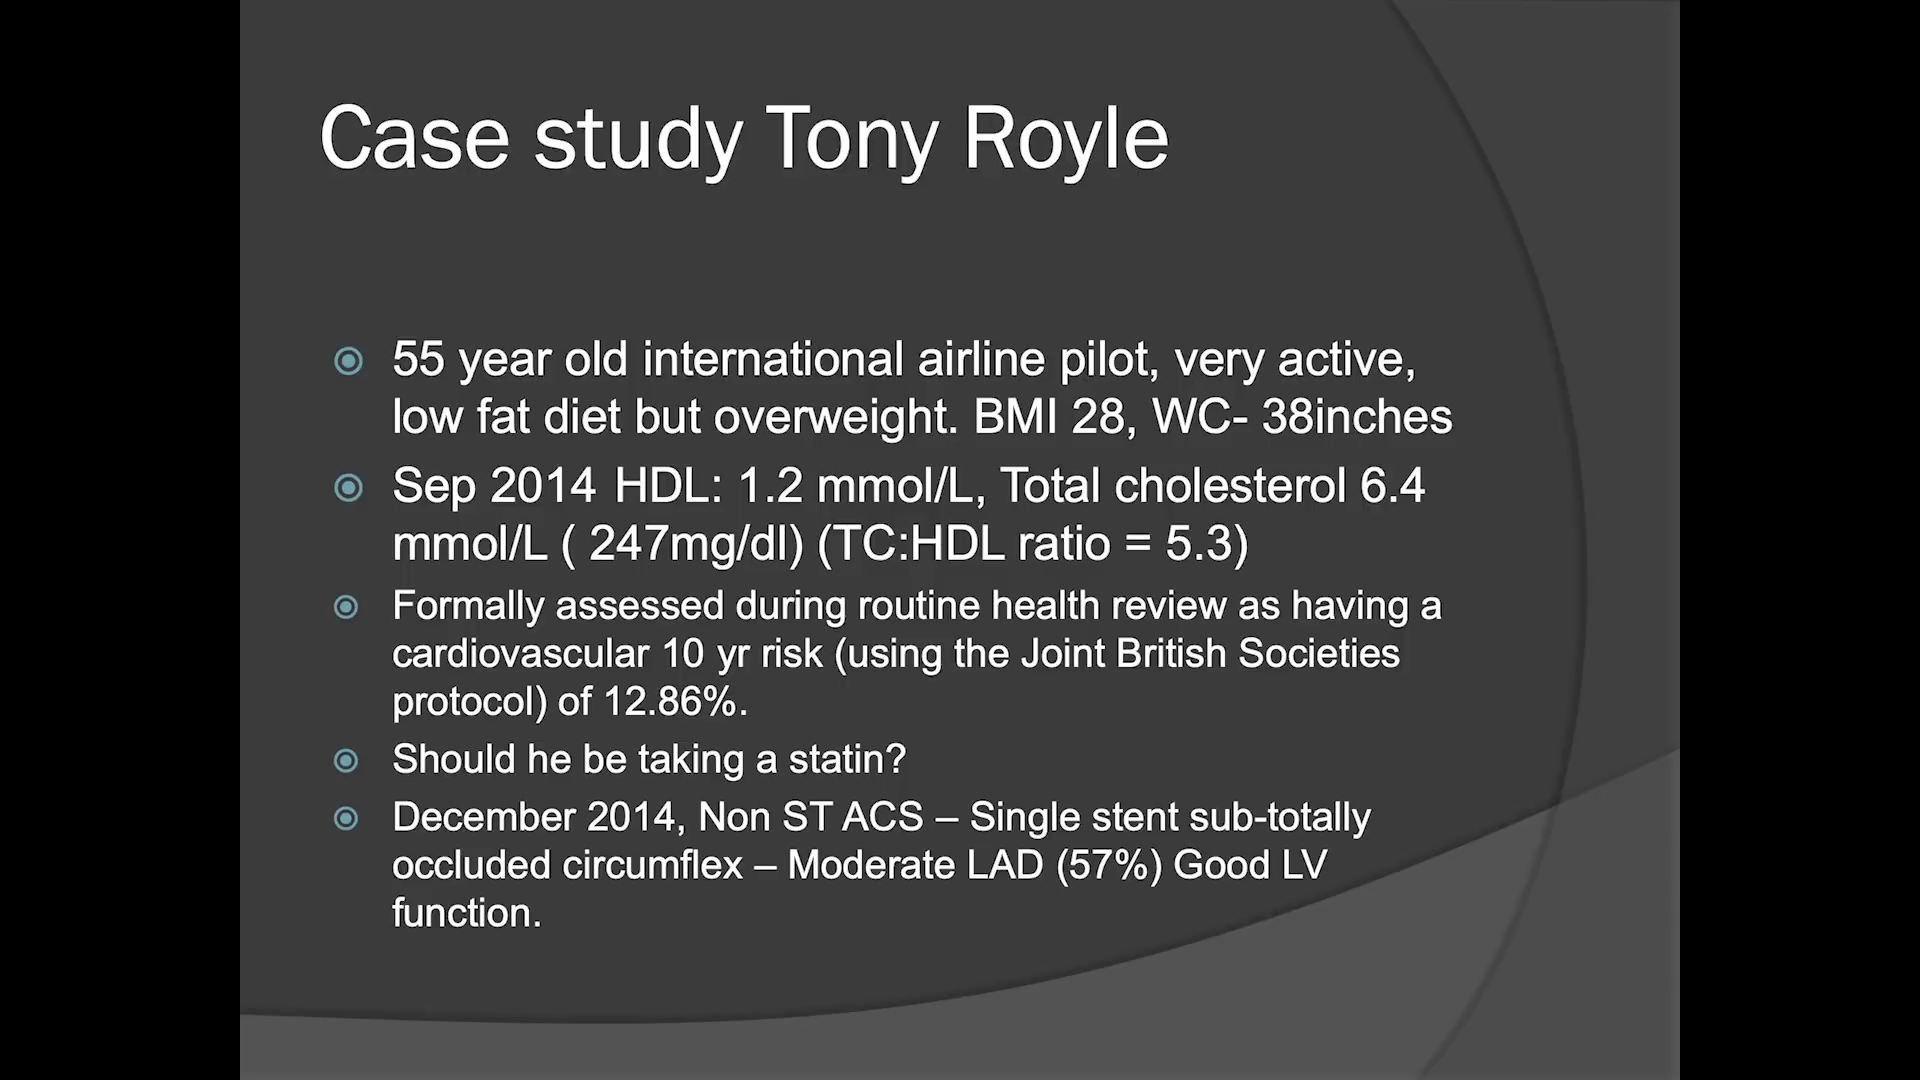 Case study Tony Royle
55 year old international airline pilot, very active,
low fat diet but overweight. BMI 28, WC- 38inches
Sep 2014 HDL: 1.2 mmol/L, Total cholesterol 6.4
mmol/L ( 247mg/dl) (TC:HDL ratio = 5.3)
Formally assessed during routine health review as having a
cardiovascular 10 yr risk (using the Joint British Societies
protocol) of 12.86%.
Should he be taking a statin?
December 2014, Non ST ACS – Single stent sub-totally
occluded circumflex – Moderate LAD (57%) Good LV
function.